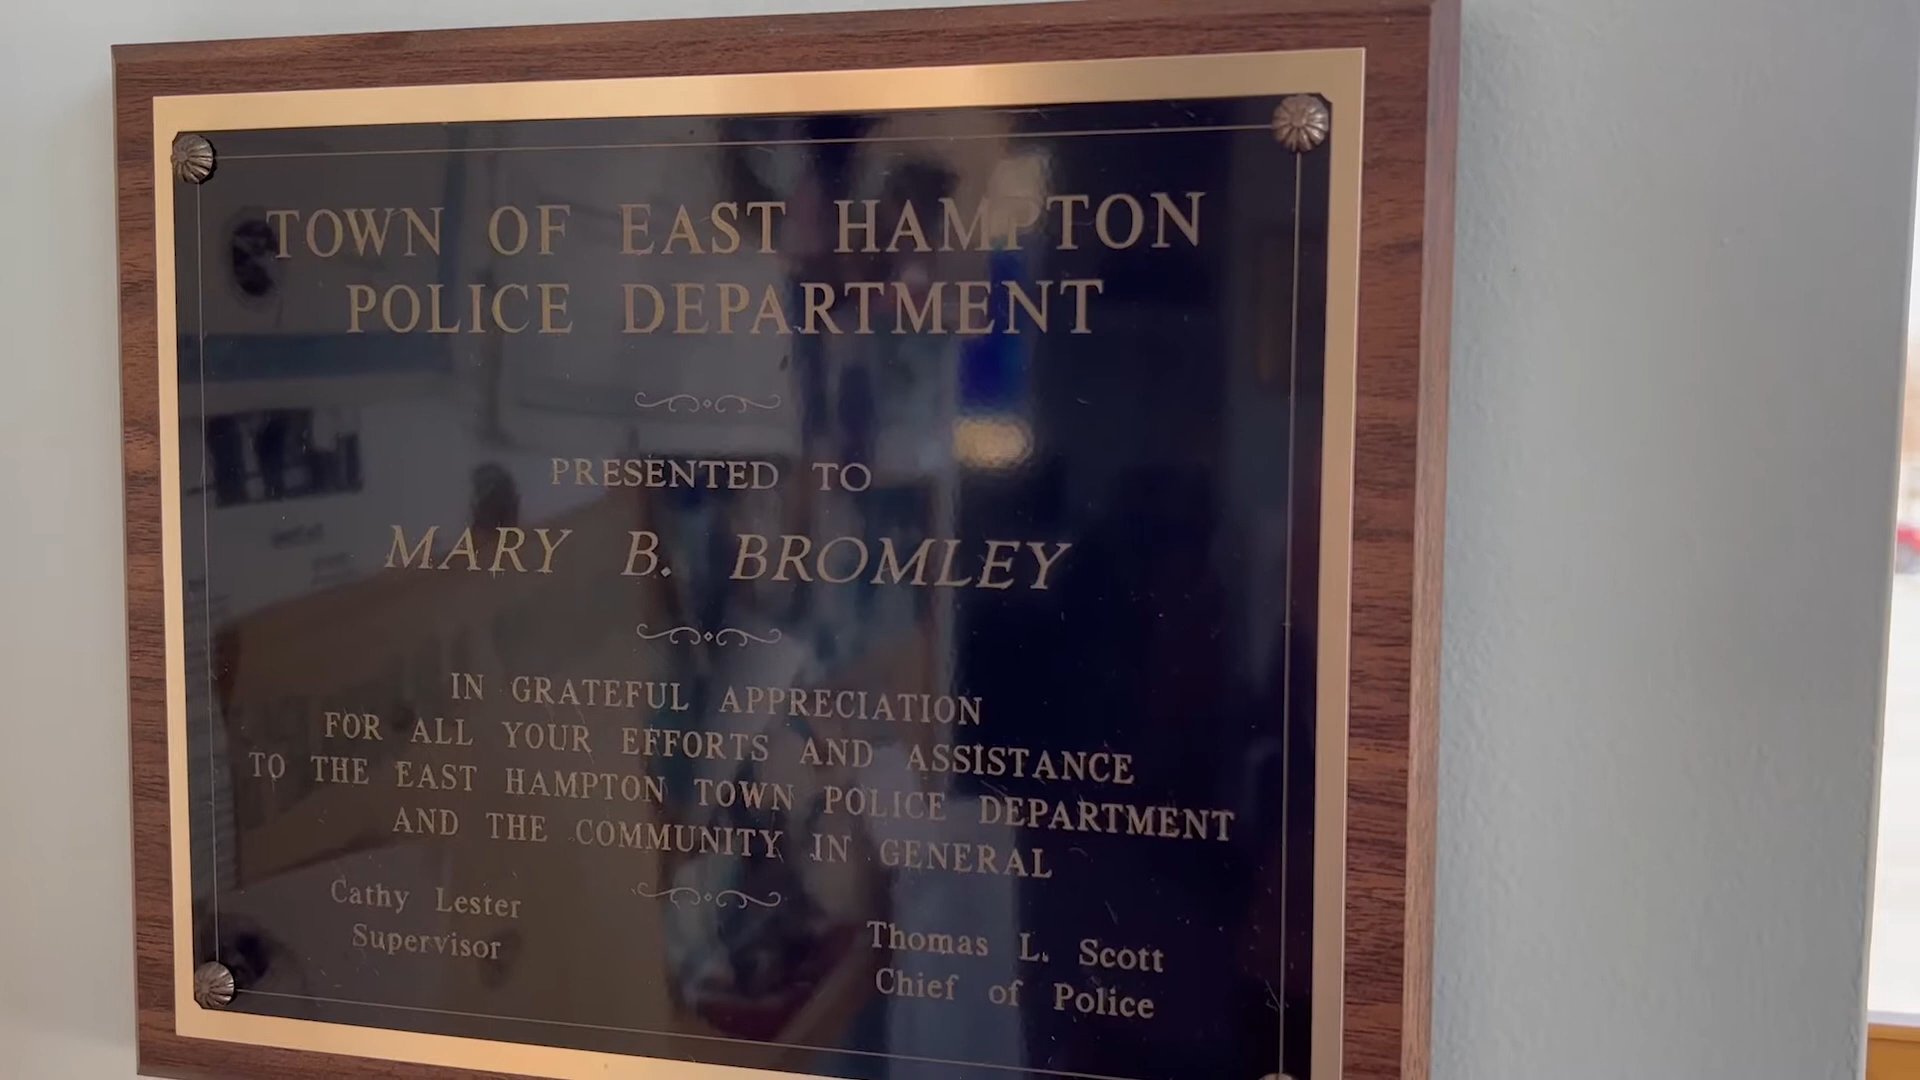 TOWN OF EAST HAMPTON
POLICE DEPARTMENT
PRESENTED TO
MARY B. BROMLEY
IN GRATEFUL APPRECIATION
FOR ALL YOUR EFFORTS AND ASSISTANCE
TO THE EAST HAMPTON TOWN POLICE DEPARTMENT
AND THE COMMUNITY IN GENERAL
Cathy Lester
Supervisor
Thomas L. Scott
Chief of Police